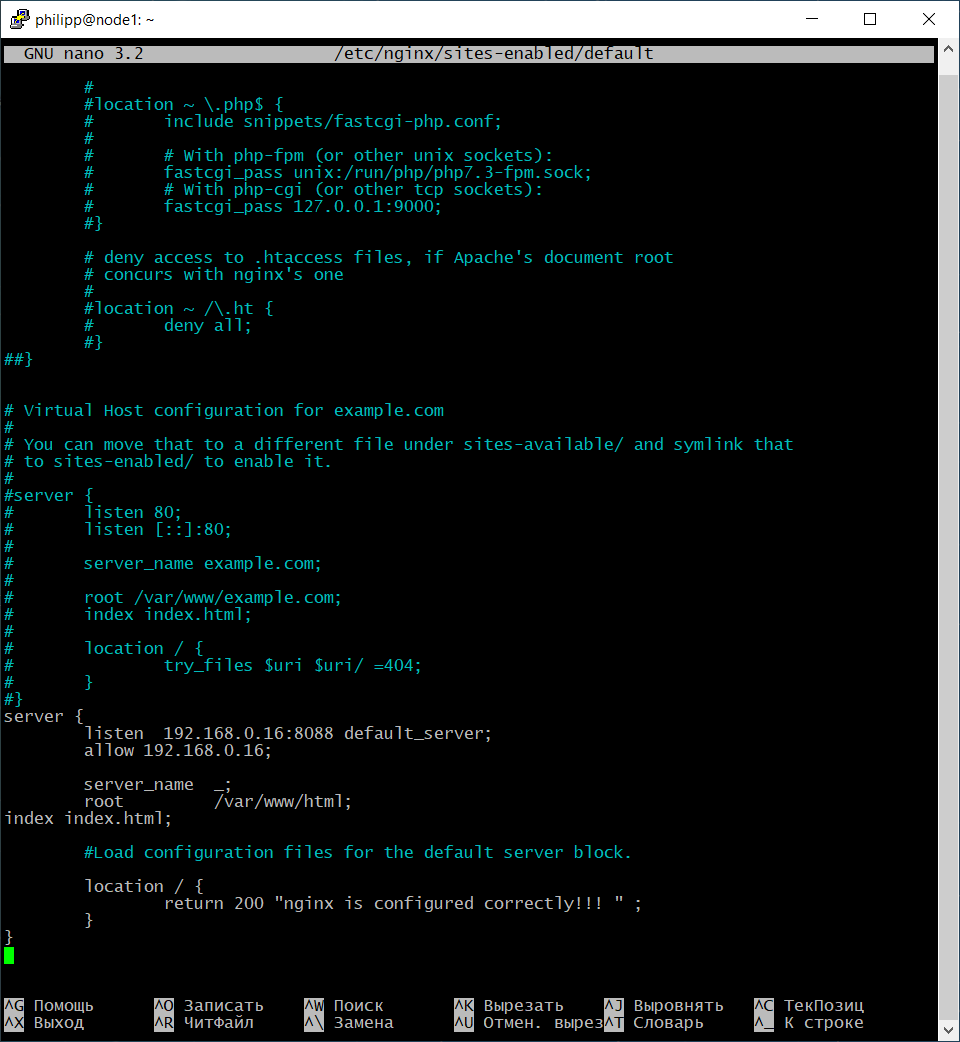 philipp@node1: ~
GNU nano 3.2 /etc/nginx/sites-enabled/default
#
#location ~ \.php$ {
# include snippets/fastcgi-php.conf;
#
# # With php-fpm (or other unix sockets):
# fastcgi_pass unix:/run/php/php7.3-fpm.sock;
# # With php-cgi (or other tcp sockets):
# fastcgi_pass 127.0.0.1:9000;
#}
# deny access to .htaccess files, if Apache's document root
# concurs with nginx's one
#
#location ~ /\.ht {
# deny all;
#}
##}
# Virtual Host configuration for example.com
#
# You can move that to a different file under sites-available/ and symlink that
# to sites-enabled/ to enable it.
#
#server {
# listen 80;
# listen [::]:80;
#
# server_name example.com;
#
# root /var/www/example.com;
# index index.html;
#
# location / {
# try_files $uri $uri/ =404;
# }
#}
server {
listen 192.168.0.16:8088 default_server;
allow 192.168.0.16;
server_name _;
root /var/www/html;
index index.html;
#Load configuration files for the default server block.
location / {
return 200 "nginx is configured correctly!!! " ;
}
}
^G Помощь ^O Записать ^W Поиск ^K Вырезать ^J Выровнять ^C ТекПозиц
^X Выход ^R ЧитФайл ^\ Замена ^U Отмен. вырез ^T Словарь ^_ К строке